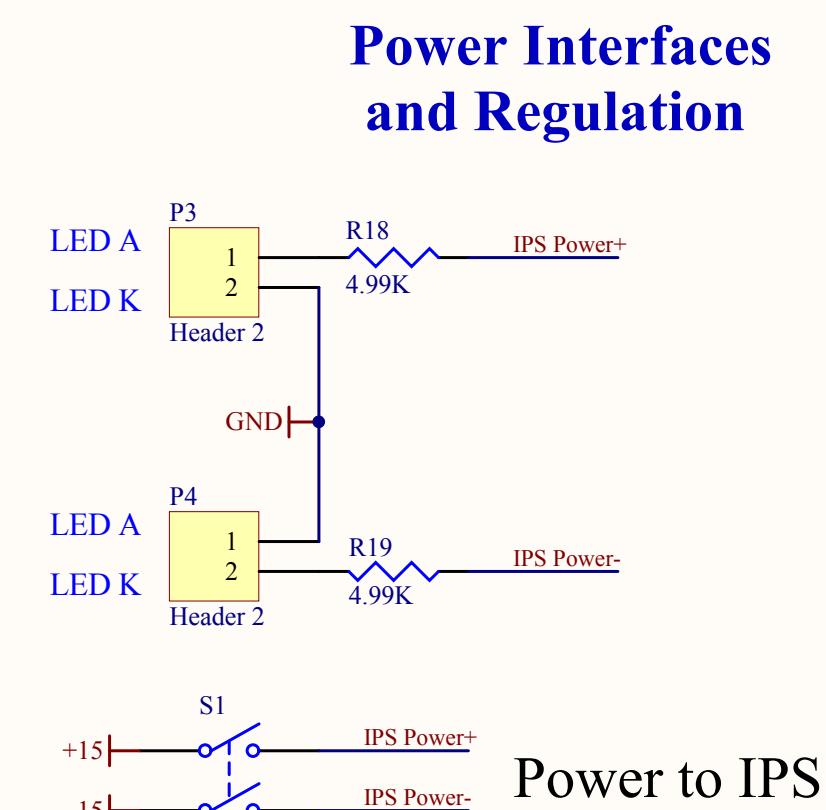 Power Interfaces
and Regulation
P3
LED A
1
R18
IPS Power+
LED K
2
4.99K
Header 2
GND
P4
LED A
1
R19
IPS Power-
LED K
2
4.99K
Header 2
S1
+15
IPS Power+
Power to IPS
-15
IPS Power-